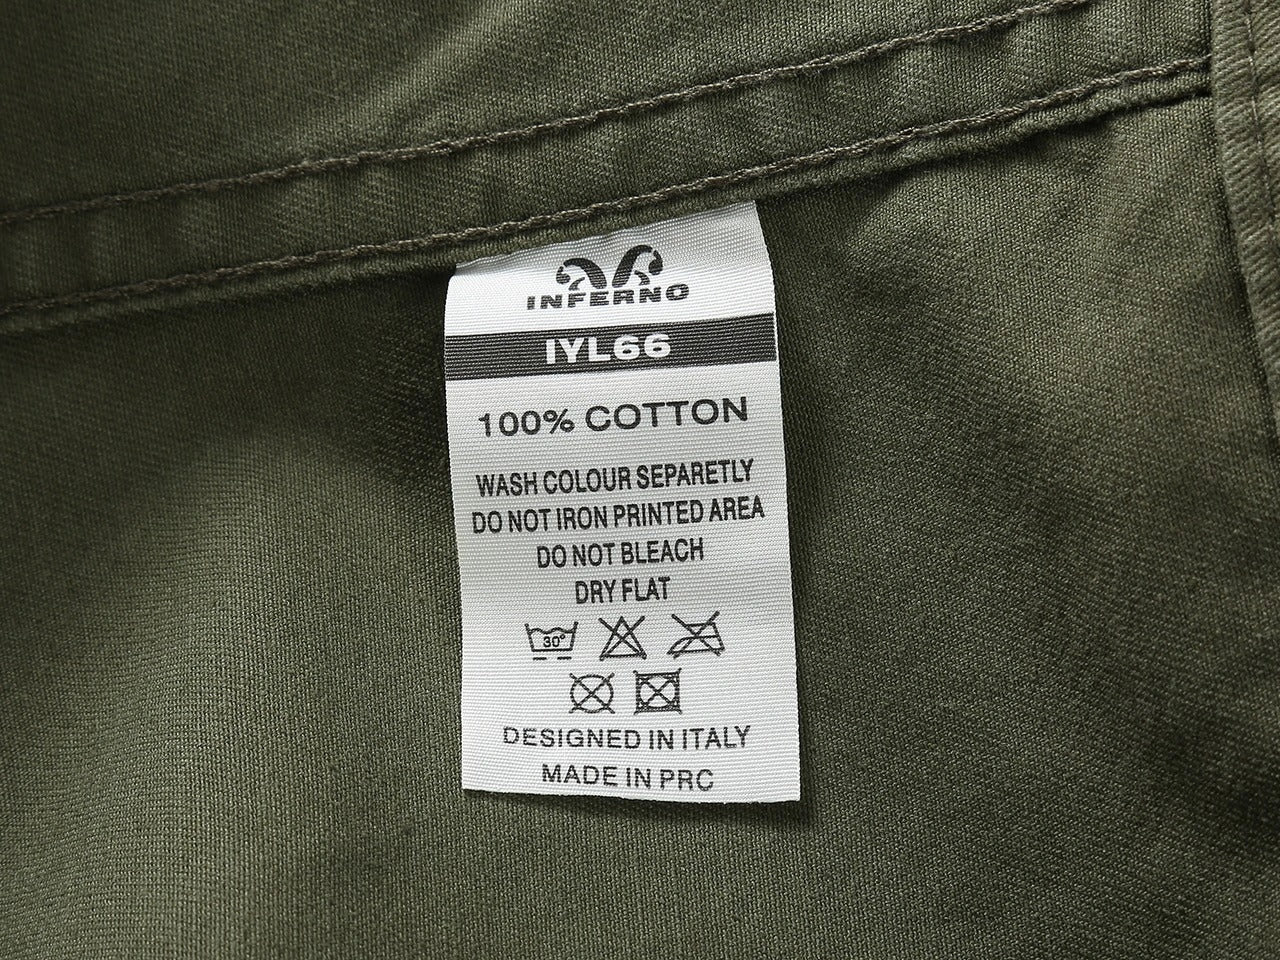 INFERNO
IYL66
100% COTTON
WASH COLOUR SEPARETLY
DO NOT IRON PRINTED AREA
DO NOT BLEACH
DRY FLAT
30°
DESIGNED IN ITALY
MADE IN PRC